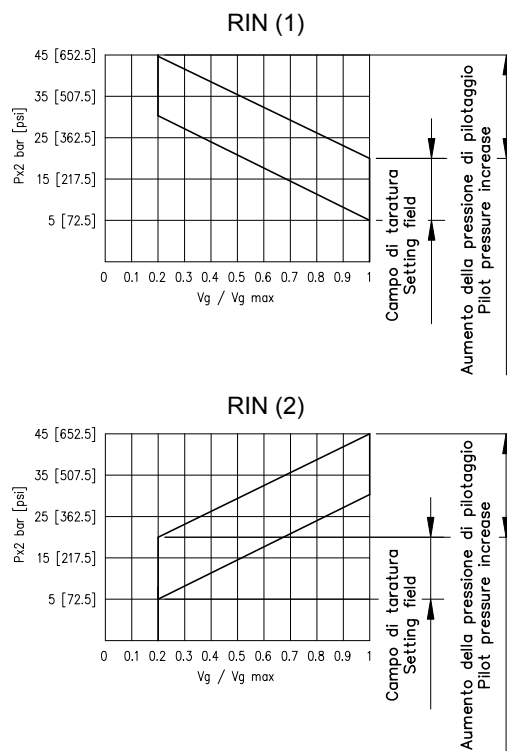 RIN (1)
45 [652.5]
35 [507.5]
25 [362.5]
15 [217.5]
5 [72.5]
Px2 bar [psi]
0 0.1 0.2 0.3 0.4 0.5 0.6 0.7 0.8 0.9 1
Vg / Vg max
Campo di taratura
Setting field
Aumento della pressione di pilotaggio
Pilot pressure increase
RIN (2)
45 [652.5]
35 [507.5]
25 [362.5]
15 [217.5]
5 [72.5]
Px2 bar [psi]
0 0.1 0.2 0.3 0.4 0.5 0.6 0.7 0.8 0.9 1
Vg / Vg max
Campo di taratura
Setting field
Aumento della pressione di pilotaggio
Pilot pressure increase